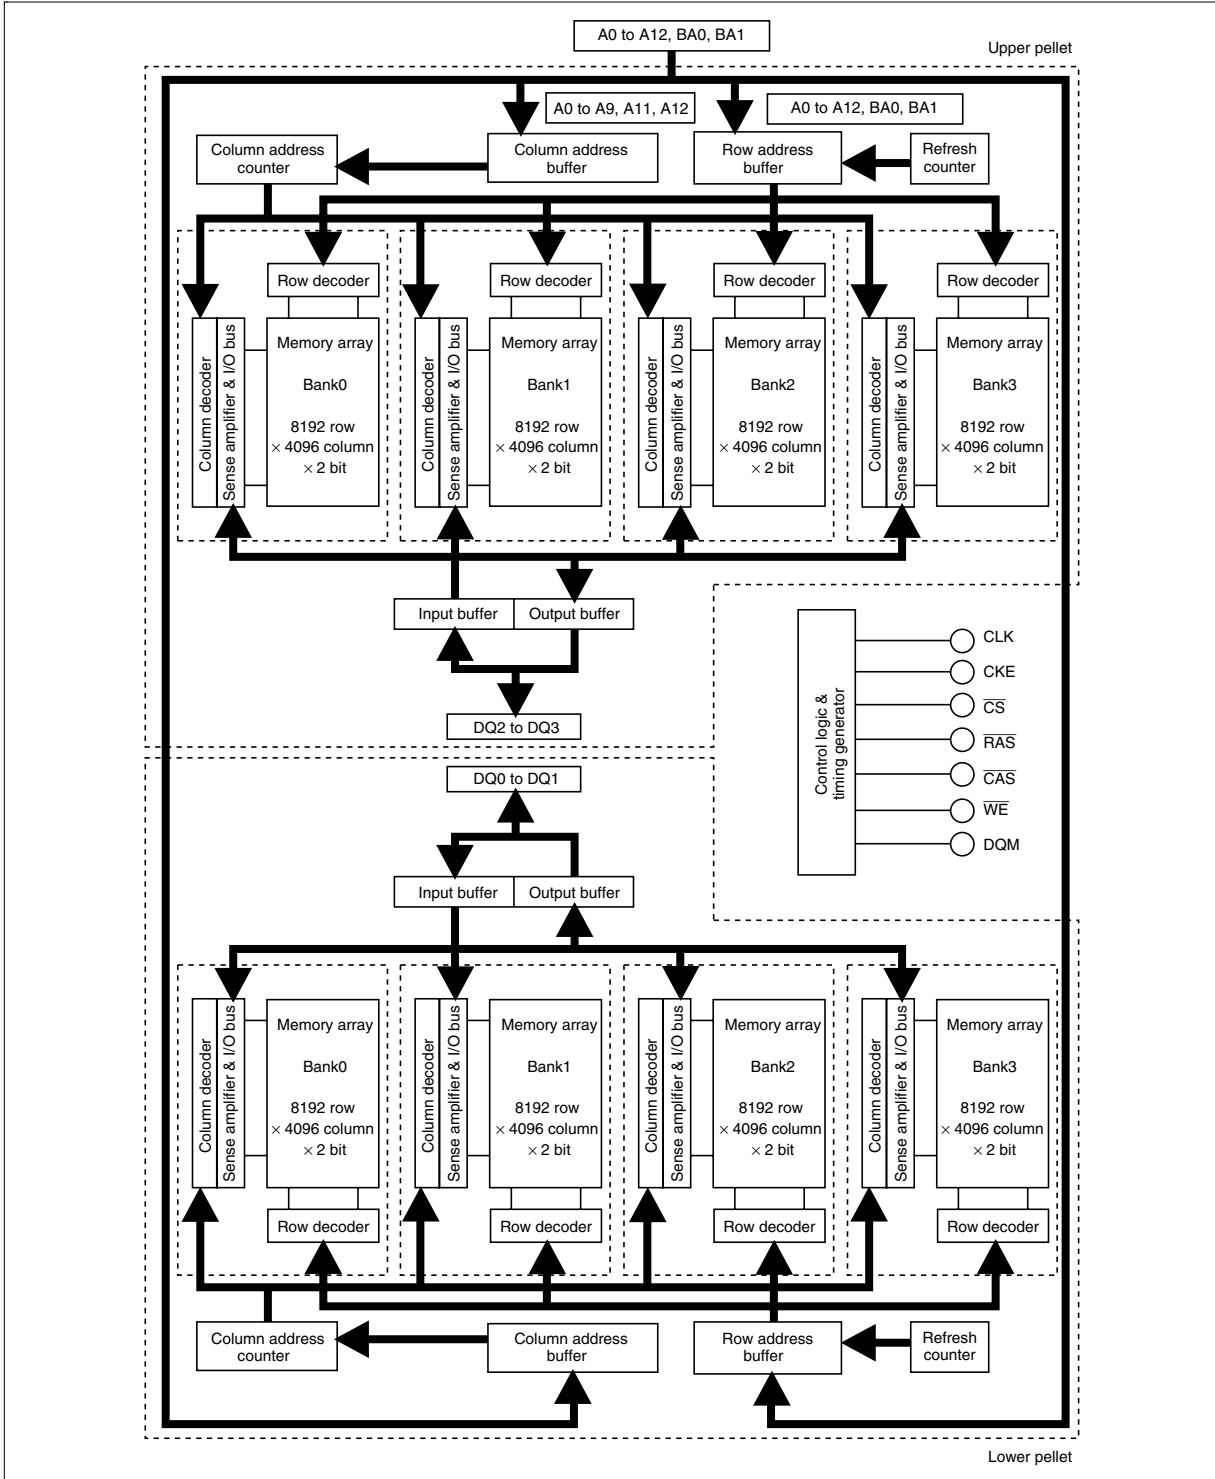 A0 to A12, BA0, BA1
Upper pellet
A0 to A9, A11, A12
A0 to A12, BA0, BA1
Column address
counter
Column address
buffer
Row address
buffer
Refresh
counter
Row decoder
Row decoder
Row decoder
Row decoder
Column decoder
Sense amplifier & I/O bus
Memory array
Bank0
8192 row
× 4096 column
× 2 bit
Column decoder
Sense amplifier & I/O bus
Memory array
Bank1
8192 row
× 4096 column
× 2 bit
Column decoder
Sense amplifier & I/O bus
Memory array
Bank2
8192 row
× 4096 column
× 2 bit
Column decoder
Sense amplifier & I/O bus
Memory array
Bank3
8192 row
× 4096 column
× 2 bit
Input buffer
Output buffer
DQ2 to DQ3
Control logic &
timing generator
CLK
CKE
C̅S̅
R̅A̅S̅
C̅A̅S̅
W̅E̅
DQM
DQ0 to DQ1
Input buffer
Output buffer
Column decoder
Sense amplifier & I/O bus
Memory array
Bank0
8192 row
× 4096 column
× 2 bit
Column decoder
Sense amplifier & I/O bus
Memory array
Bank1
8192 row
× 4096 column
× 2 bit
Column decoder
Sense amplifier & I/O bus
Memory array
Bank2
8192 row
× 4096 column
× 2 bit
Column decoder
Sense amplifier & I/O bus
Memory array
Bank3
8192 row
× 4096 column
× 2 bit
Row decoder
Row decoder
Row decoder
Row decoder
Column address
counter
Column address
buffer
Row address
buffer
Refresh
counter
Lower pellet